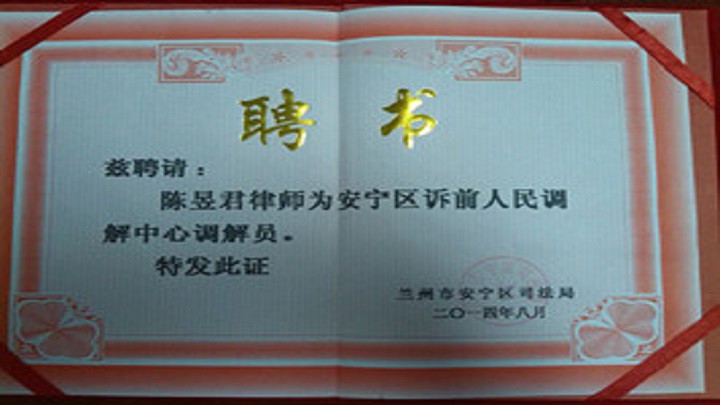 聘书
兹聘请：
陈昱君律师为安宁区诉前人民调
解中心调解员。
特发此证
兰州市安宁区司法局
二〇一四年八月